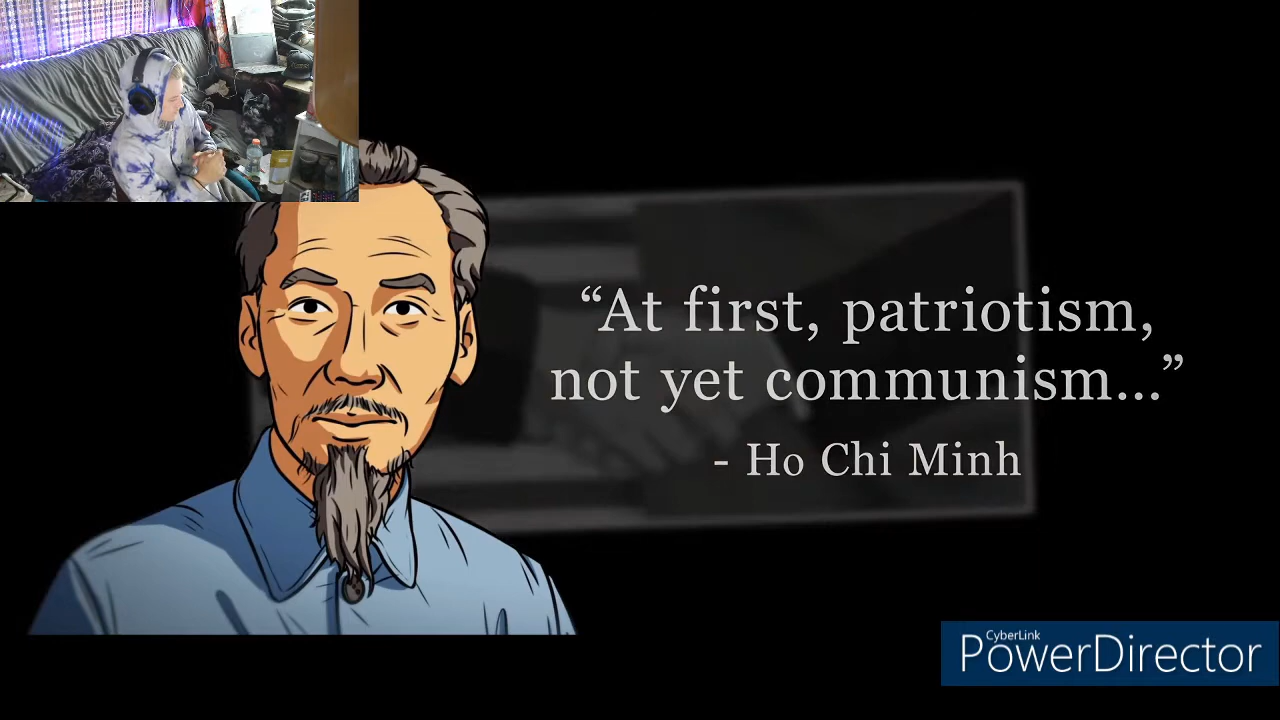 “At first, patriotism,
not yet communism...”
- Ho Chi Minh
CyberLink
PowerDirector